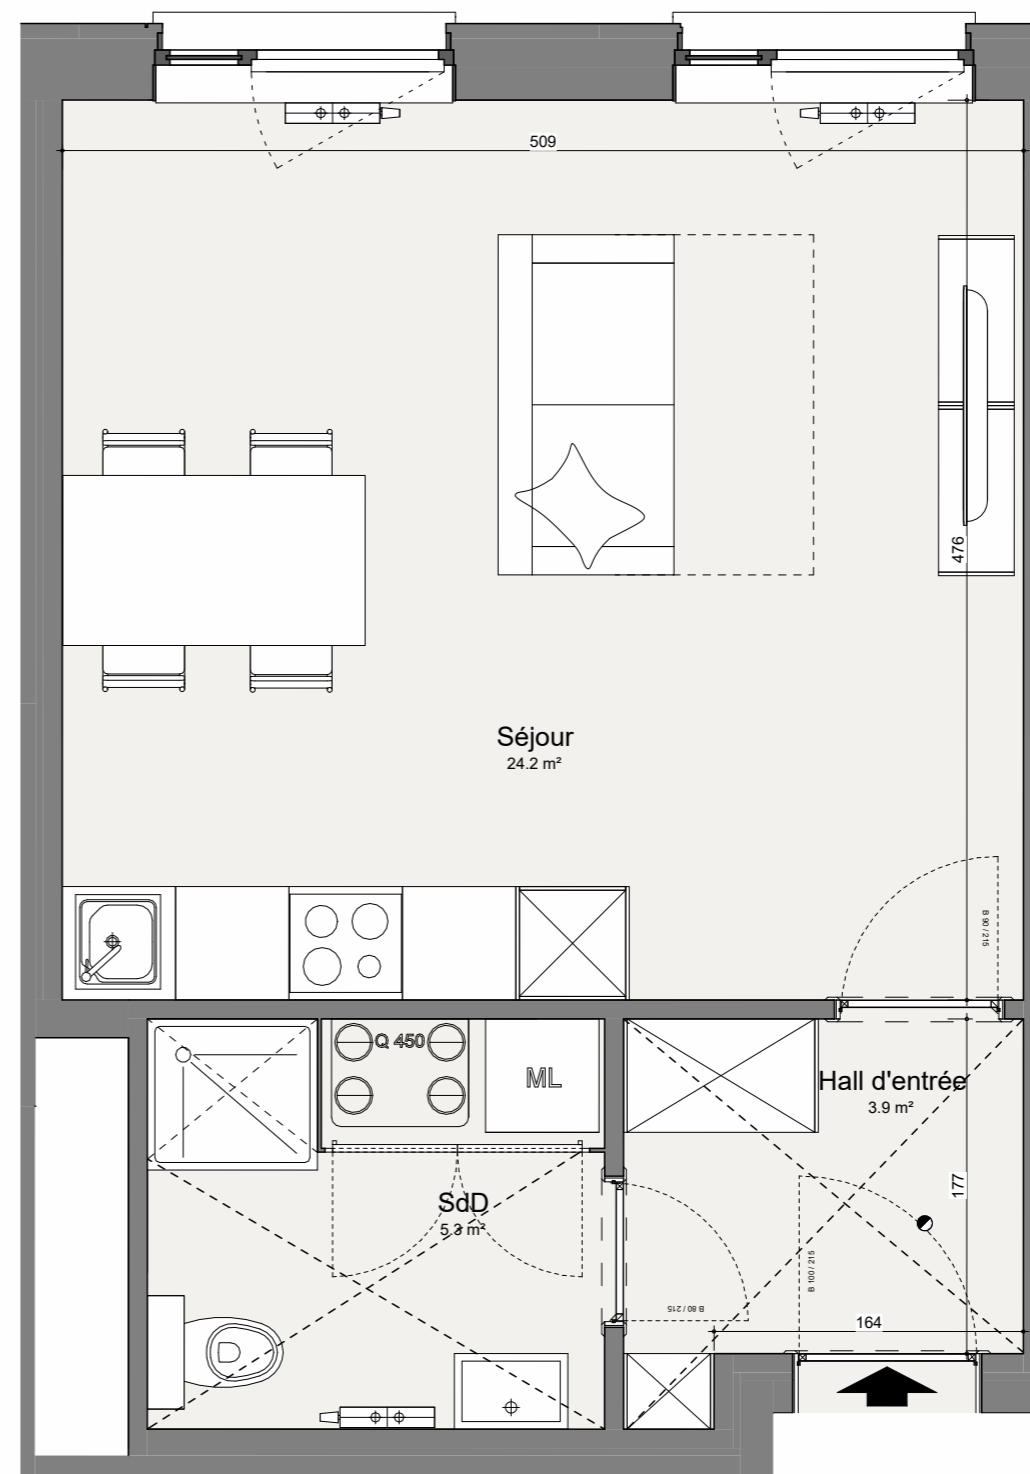 509
476
Séjour
24.2 m²
B 90 / 215
Q 450
ML
Hall d'entrée
3.9 m²
177
SdD
5.3 m²
B 100 / 215
B 80 / 215
164